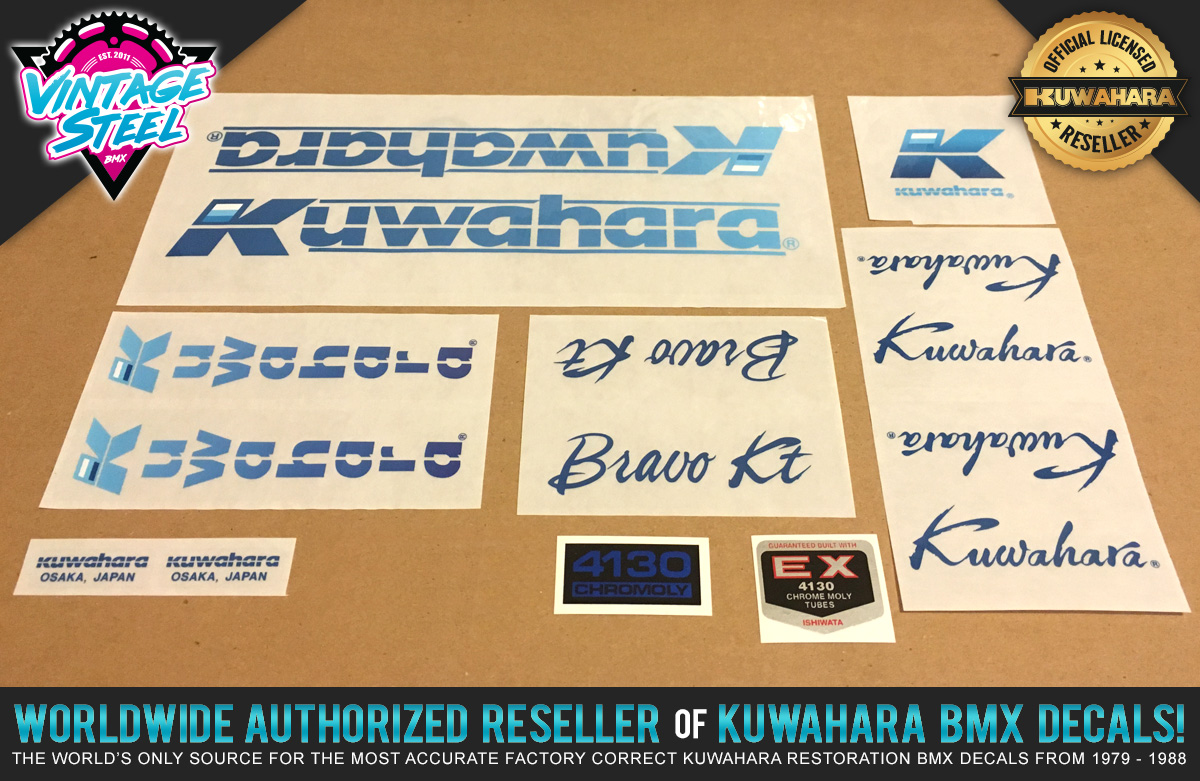 EST. 2011
VINTAGE
STEEL
BMX
OFFICIAL LICENSED
KUWAHARA
RESELLER
Kuwahara®
Kuwahara®
K
kuwahara®
Kuwahara®
Kuwahara®
Kuwahara®
Kuwahara®
Kuwahara®
Kuwahara®
Bravo Kt
Bravo Kt
kuwahara kuwahara
OSAKA, JAPAN OSAKA, JAPAN
4130
CHROMOLY
GUARANTEED BUILT WITH
EX
4130
CHROME MOLY
TUBES
ISHIWATA
WORLDWIDE AUTHORIZED RESELLER OF KUWAHARA BMX DECALS!
THE WORLD'S ONLY SOURCE FOR THE MOST ACCURATE FACTORY CORRECT KUWAHARA RESTORATION BMX DECALS FROM 1979 - 1988